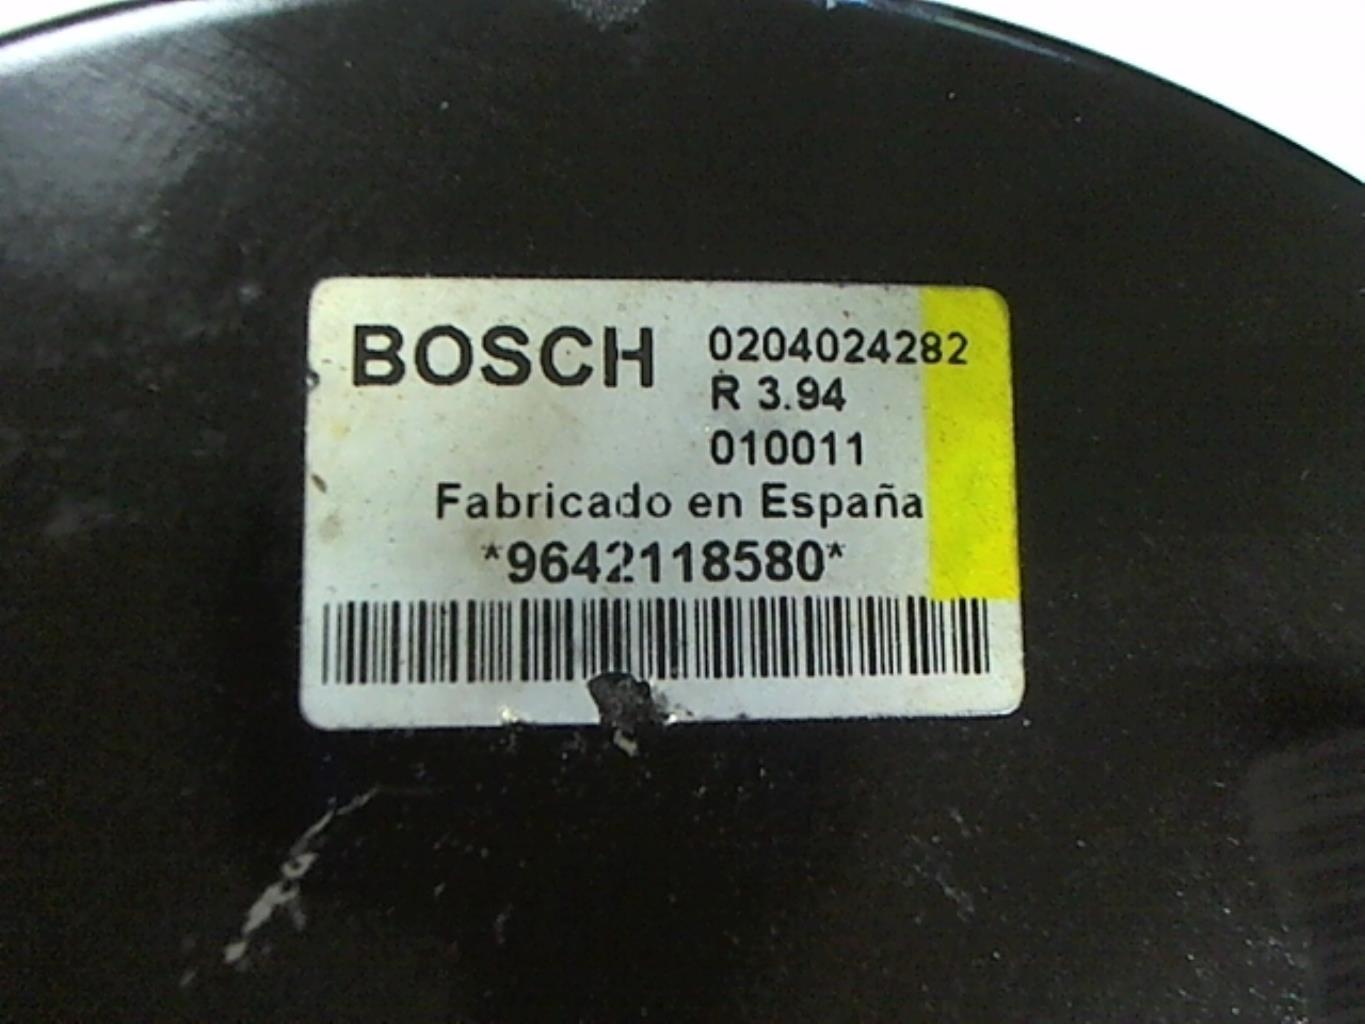 BOSCH 0204024282
R 3.94
010011
Fabricado en España
*9642118580*